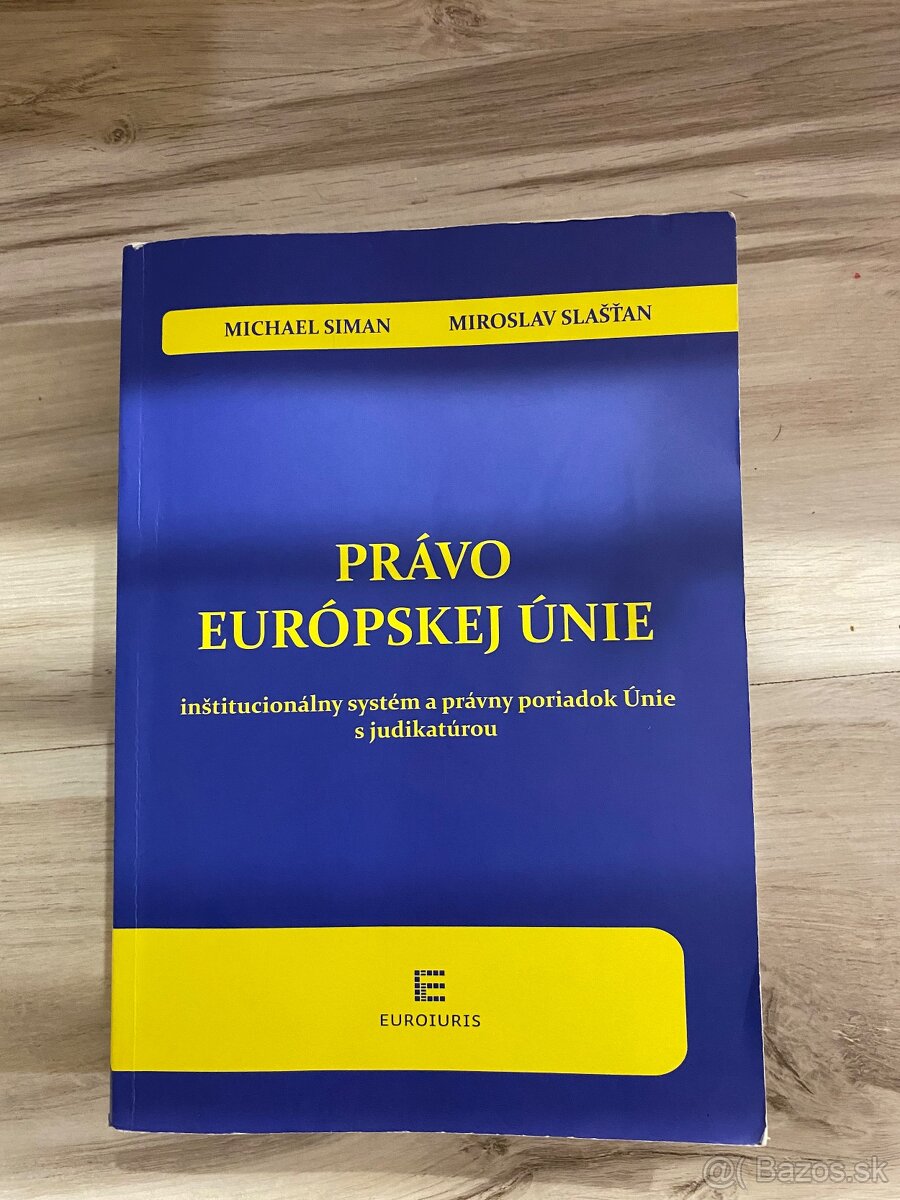 MICHAEL SIMAN MIROSLAV SLAŠŤAN
PRÁVO
EURÓPSKEJ ÚNIE
inštitucionálny systém a právny poriadok Únie
s judikatúrou
E
EUROIURIS
@( Bazos.sk